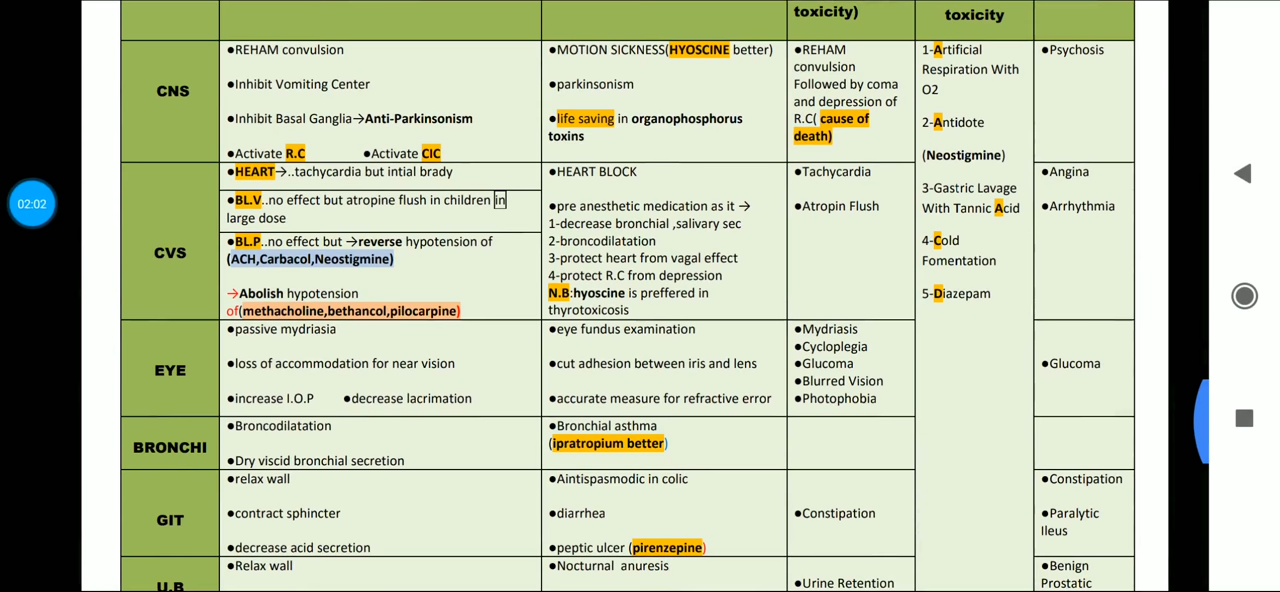 toxicity)
toxicity
CNS
●REHAM convulsion
●Inhibit Vomiting Center
●Inhibit Basal Ganglia→Anti-Parkinsonism
●Activate R.C ●Activate CIC
●MOTION SICKNESS(HYOSCINE better)
●parkinsonism
●life saving in organophosphorus
toxins
●REHAM
convulsion
Followed by coma
and depression of
R.C( cause of
death)
1-Artificial
Respiration With
O2
2-Antidote
(Neostigmine)
3-Gastric Lavage
With Tannic Acid
4-Cold
Fomentation
5-Diazepam
●Psychosis
CVS
●HEART→..tachycardia but intial brady
●BL.V..no effect but atropine flush in children in
large dose
●BL.P..no effect but →reverse hypotension of
(ACH,Carbacol,Neostigmine)
→Abolish hypotension
of(methacholine,bethancol,pilocarpine)
●HEART BLOCK
●pre anesthetic medication as it →
1-decrease bronchial ,salivary sec
2-broncodilatation
3-protect heart from vagal effect
4-protect R.C from depression
N.B:hyoscine is preffered in
thyrotoxicosis
●Tachycardia
●Atropin Flush
●Angina
●Arrhythmia
EYE
●passive mydriasia
●loss of accommodation for near vision
●increase I.O.P ●decrease lacrimation
●eye fundus examination
●cut adhesion between iris and lens
●accurate measure for refractive error
●Mydriasis
●Cycloplegia
●Glucoma
●Blurred Vision
●Photophobia
●Glucoma
BRONCHI
●Broncodilatation
●Dry viscid bronchial secretion
●Bronchial asthma
(ipratropium better)
GIT
●relax wall
●contract sphincter
●decrease acid secretion
●Aintispasmodic in colic
●diarrhea
●peptic ulcer (pirenzepine)
●Constipation
●Constipation
●Paralytic
Ileus
U.B
●Relax wall
●Nocturnal anuresis
●Urine Retention
●Benign
Prostatic
02:02